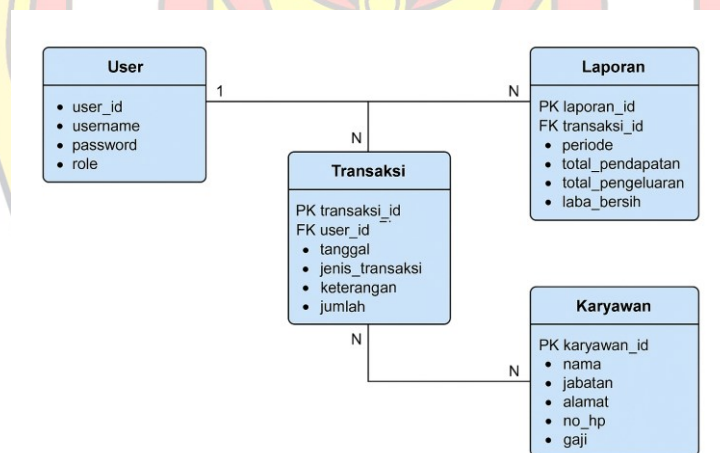 User
• user_id
• username
• password
• role
1
N
Laporan
PK laporan_id
FK transaksi_id
• periode
• total_pendapatan
• total_pengeluaran
• laba_bersih
N
Transaksi
PK transaksi_id
FK user_id
• tanggal
• jenis_transaksi
• keterangan
• jumlah
N
N
Karyawan
PK karyawan_id
• nama
• jabatan
• alamat
• no_hp
• gaji